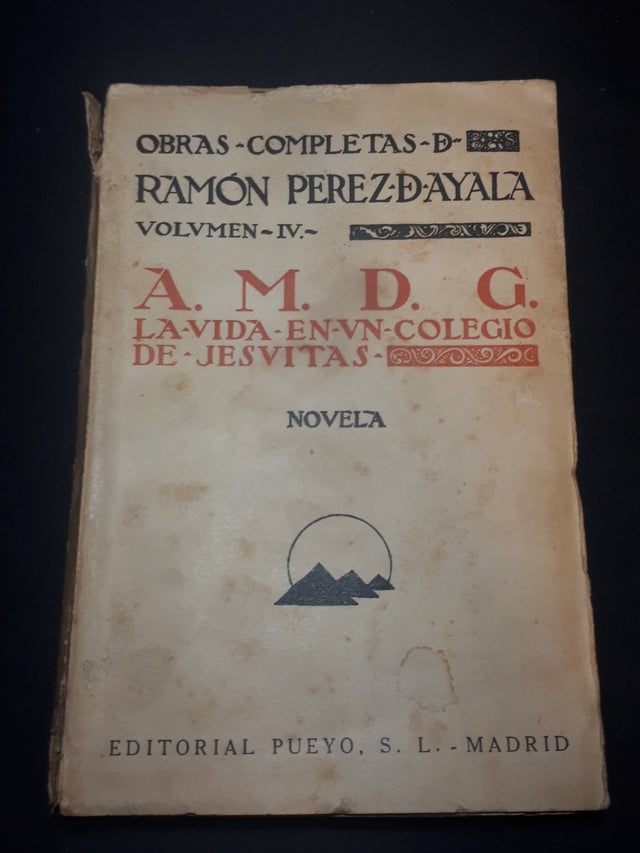 OBRAS-COMPLETAS-D-
RAMÓN PEREZ-D-AYALA
VOLVMEN-IV.-
A. M. D. G.
LA-VIDA-EN-VN-COLEGIO
DE-JESVITAS-
NOVELA
EDITORIAL PUEYO, S. L.-MADRID